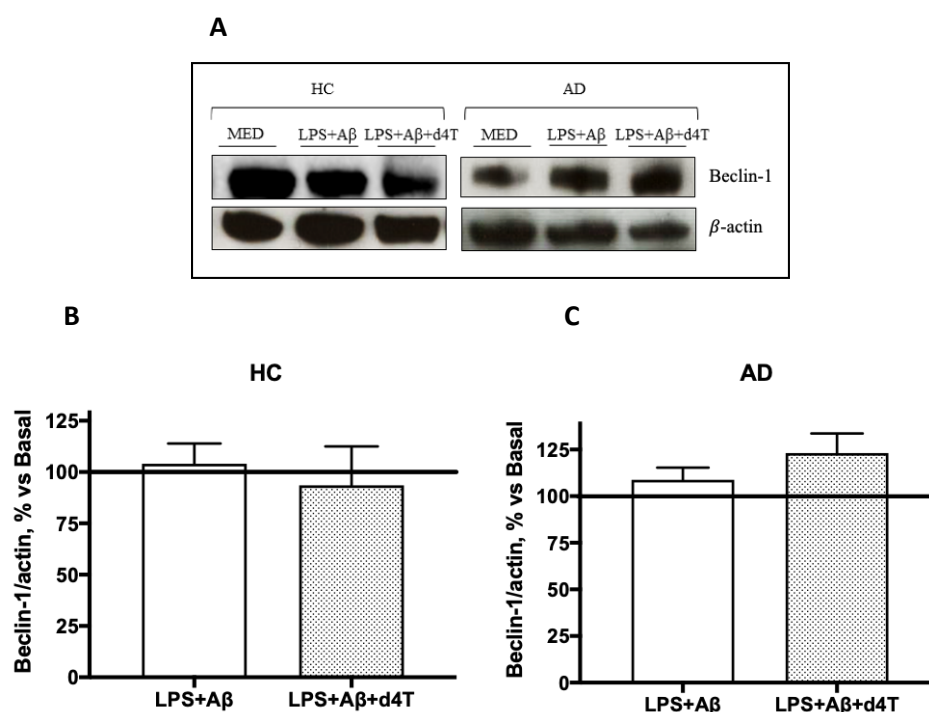 A
HC AD
MED LPS+Aβ LPS+Aβ+d4T MED LPS+Aβ LPS+Aβ+d4T
Beclin-1
β-actin
B
HC
Beclin-1/actin, % vs Basal
125
100
75
50
25
0
LPS+Aβ LPS+Aβ+d4T
C
AD
Beclin-1/actin, % vs Basal
125
100
75
50
25
0
LPS+Aβ LPS+Aβ+d4T